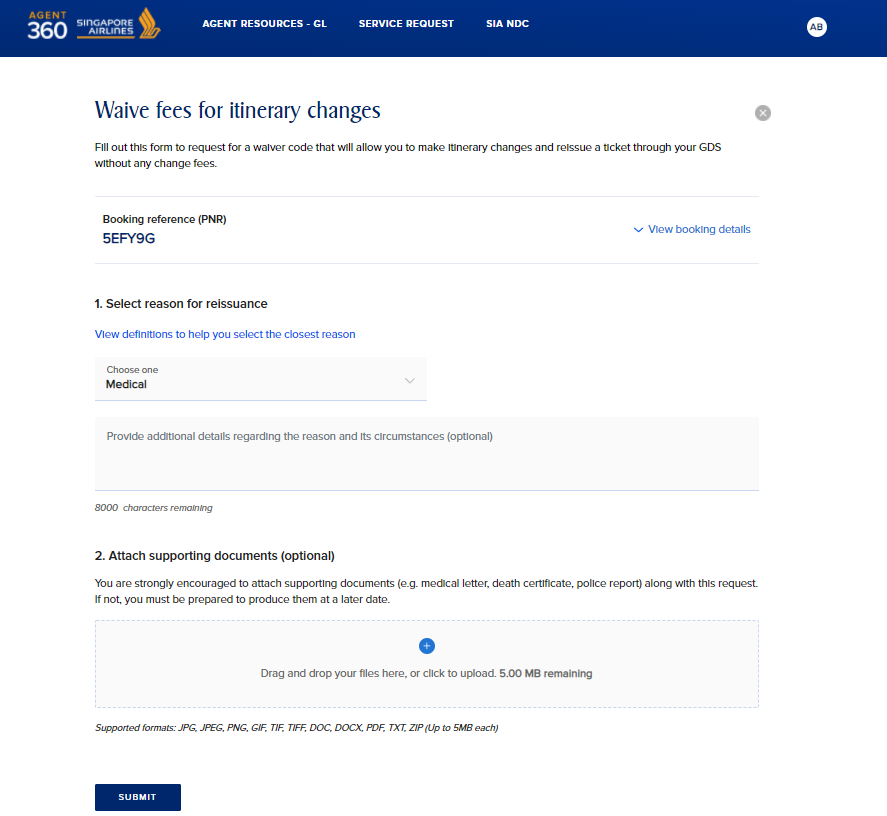 AGENT
360
SINGAPORE
AIRLINES
AGENT RESOURCES - GL
SERVICE REQUEST
SIA NDC
AB
Waive fees for itinerary changes
Fill out this form to request for a waiver code that will allow you to make itinerary changes and reissue a ticket through your GDS
without any change fees.
Booking reference (PNR)
5EFY9G
View booking details
1. Select reason for reissuance
View definitions to help you select the closest reason
Choose one
Medical
Provide additional details regarding the reason and its circumstances (optional)
8000 characters remaining
2. Attach supporting documents (optional)
You are strongly encouraged to attach supporting documents (e.g. medical letter, death certificate, police report) along with this request.
If not, you must be prepared to produce them at a later date.
Drag and drop your files here, or click to upload. 5.00 MB remaining
Supported formats: JPG, JPEG, PNG, GIF, TIF, TIFF, DOC, DOCX, PDF, TXT, ZIP (Up to 5MB each)
SUBMIT